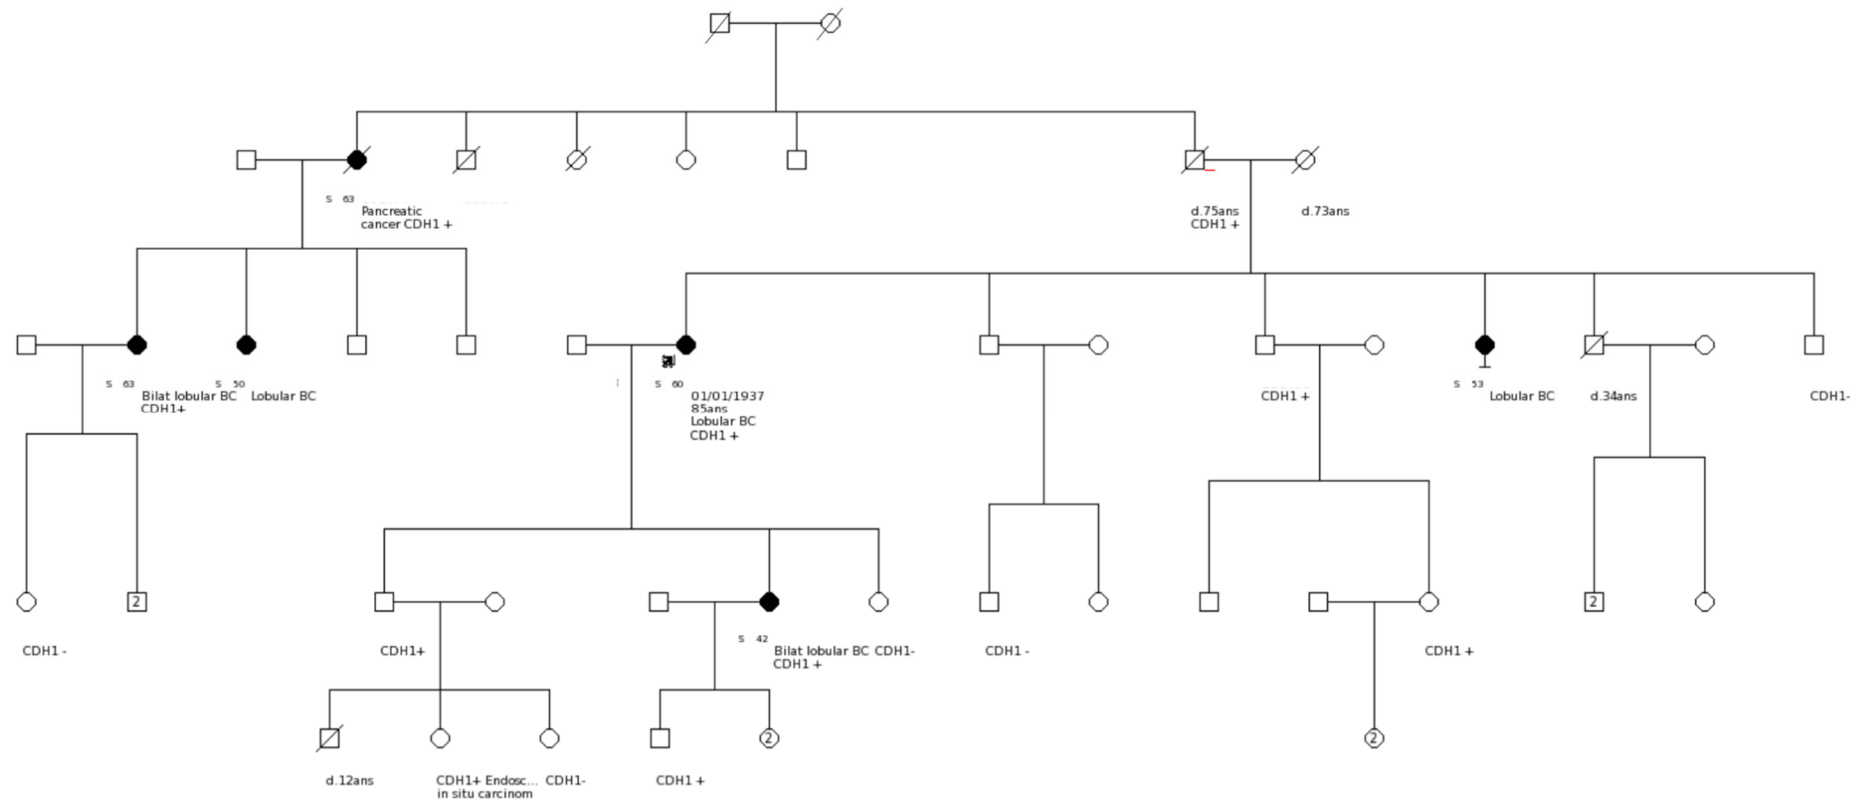 S 63
Pancreatic
cancer CDH1 +
d.75ans
CDH1 +
d.73ans
S 63
Bilat lobular BC
CDH1+
S 50
Lobular BC
S 60
01/01/1937
85ans
Lobular BC
CDH1 +
CDH1 +
S 53
Lobular BC
d.34ans
CDH1-
CDH1 -
2
CDH1+
S 42
Bilat lobular BC
CDH1 +
CDH1-
CDH1 -
CDH1 +
2
d.12ans
CDH1+ Endosc...
in situ carcinom
CDH1-
CDH1 +
2
2